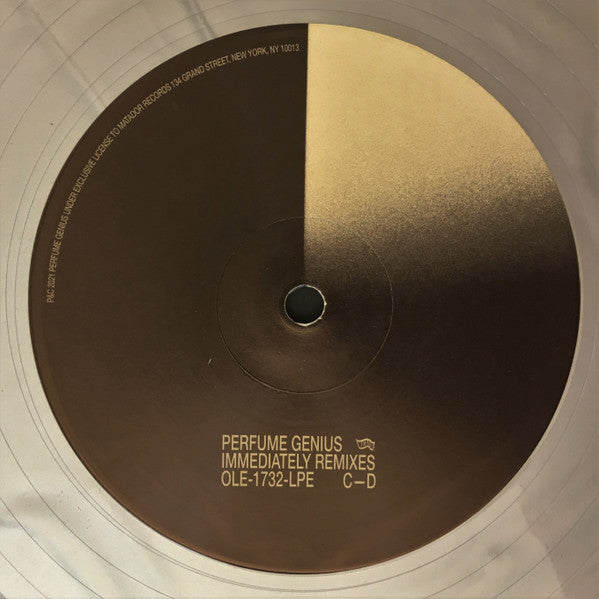 P&C 2021 PERFUME GENIUS UNDER EXCLUSIVE LICENSE TO MATADOR RECORDS 134 GRAND STREET, NEW YORK, NY 10013
PERFUME GENIUS
IMMEDIATELY REMIXES
OLE-1732-LPE C–D